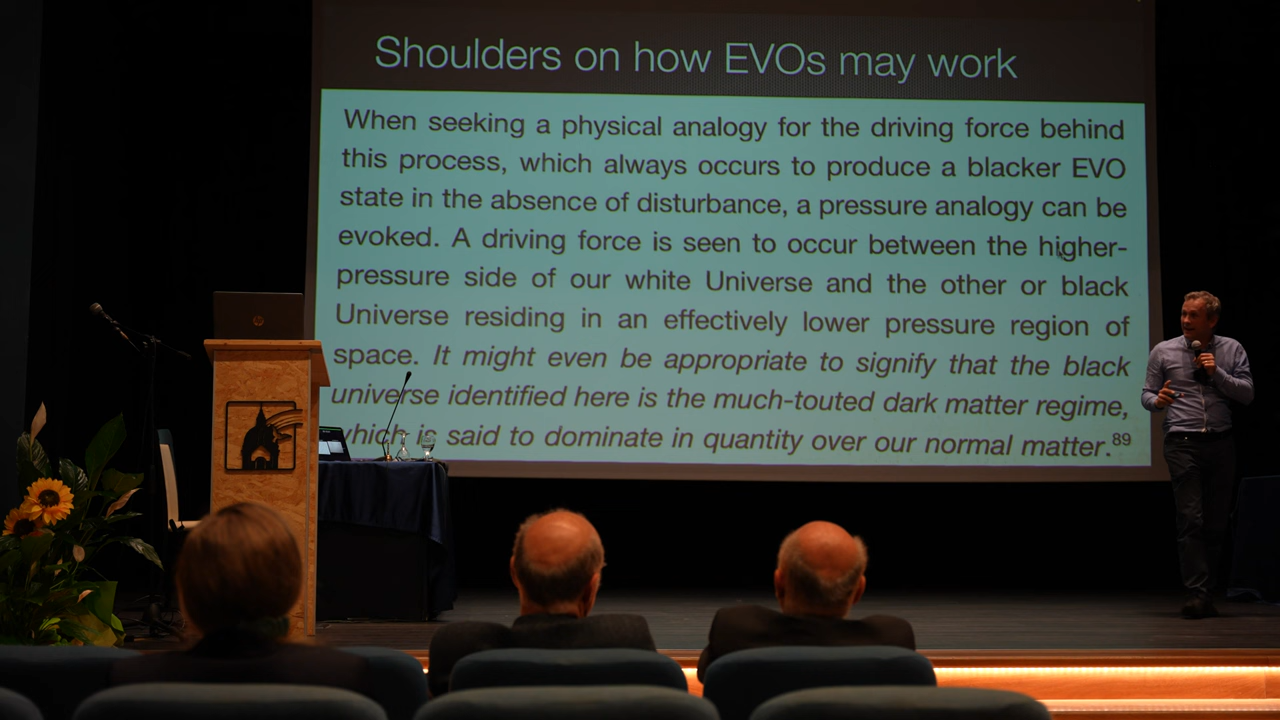 Shoulders on how EVOs may work
When seeking a physical analogy for the driving force behind
this process, which always occurs to produce a blacker EVO
state in the absence of disturbance, a pressure analogy can be
evoked. A driving force is seen to occur between the higher-
pressure side of our white Universe and the other or black
Universe residing in an effectively lower pressure region of
space. It might even be appropriate to signify that the black
universe identified here is the much-touted dark matter regime,
which is said to dominate in quantity over our normal matter.89
hp